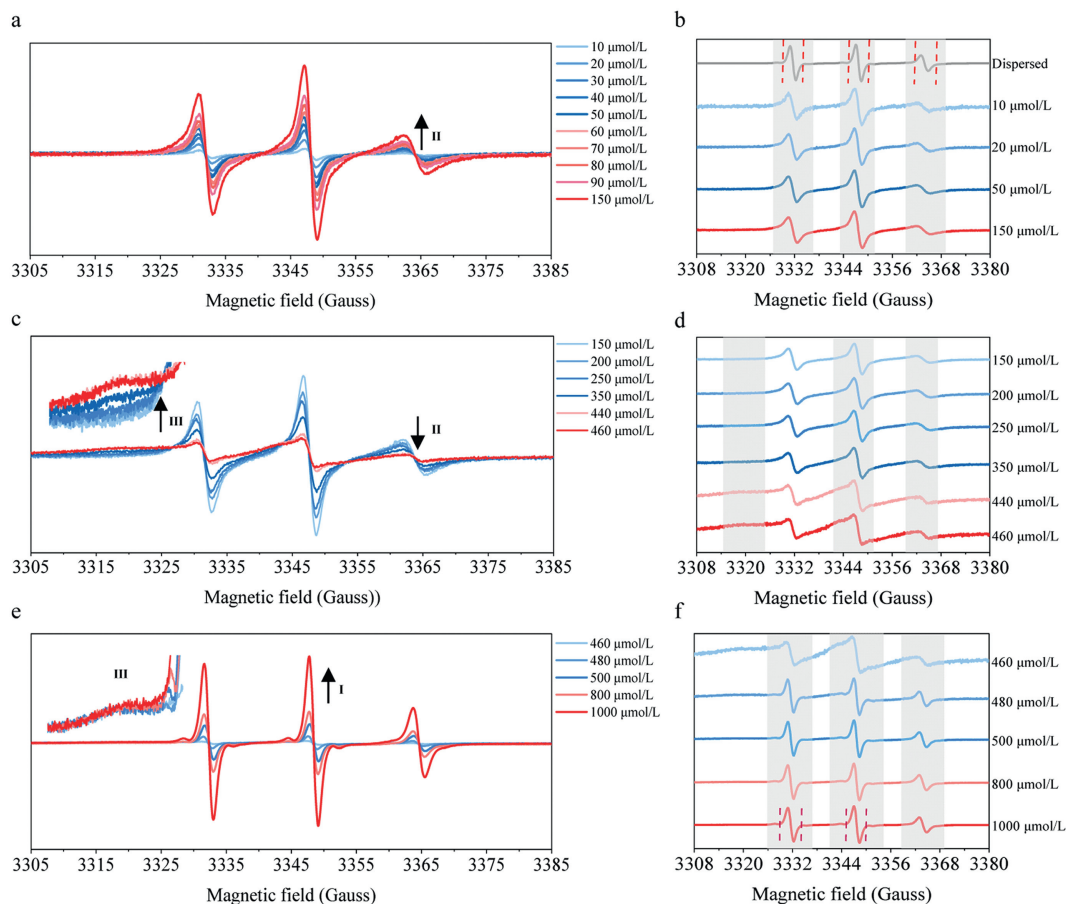 a
10 μmol/L
20 μmol/L
30 μmol/L
40 μmol/L
50 μmol/L
60 μmol/L
70 μmol/L
80 μmol/L
90 μmol/L
150 μmol/L
II
3305 3315 3325 3335 3345 3355 3365 3375 3385
Magnetic field (Gauss)
b
Dispersed
10 μmol/L
20 μmol/L
50 μmol/L
150 μmol/L
3308 3320 3332 3344 3356 3368 3380
Magnetic field (Gauss)
c
150 μmol/L
200 μmol/L
250 μmol/L
350 μmol/L
440 μmol/L
460 μmol/L
III
II
3305 3315 3325 3335 3345 3355 3365 3375 3385
Magnetic field (Gauss))
d
150 μmol/L
200 μmol/L
250 μmol/L
350 μmol/L
440 μmol/L
460 μmol/L
3308 3320 3332 3344 3356 3368 3380
Magnetic field (Gauss)
e
460 μmol/L
480 μmol/L
500 μmol/L
800 μmol/L
1000 μmol/L
III
I
3305 3315 3325 3335 3345 3355 3365 3375 3385
Magnetic field (Gauss)
f
460 μmol/L
480 μmol/L
500 μmol/L
800 μmol/L
1000 μmol/L
3308 3320 3332 3344 3356 3368 3380
Magnetic field (Gauss)